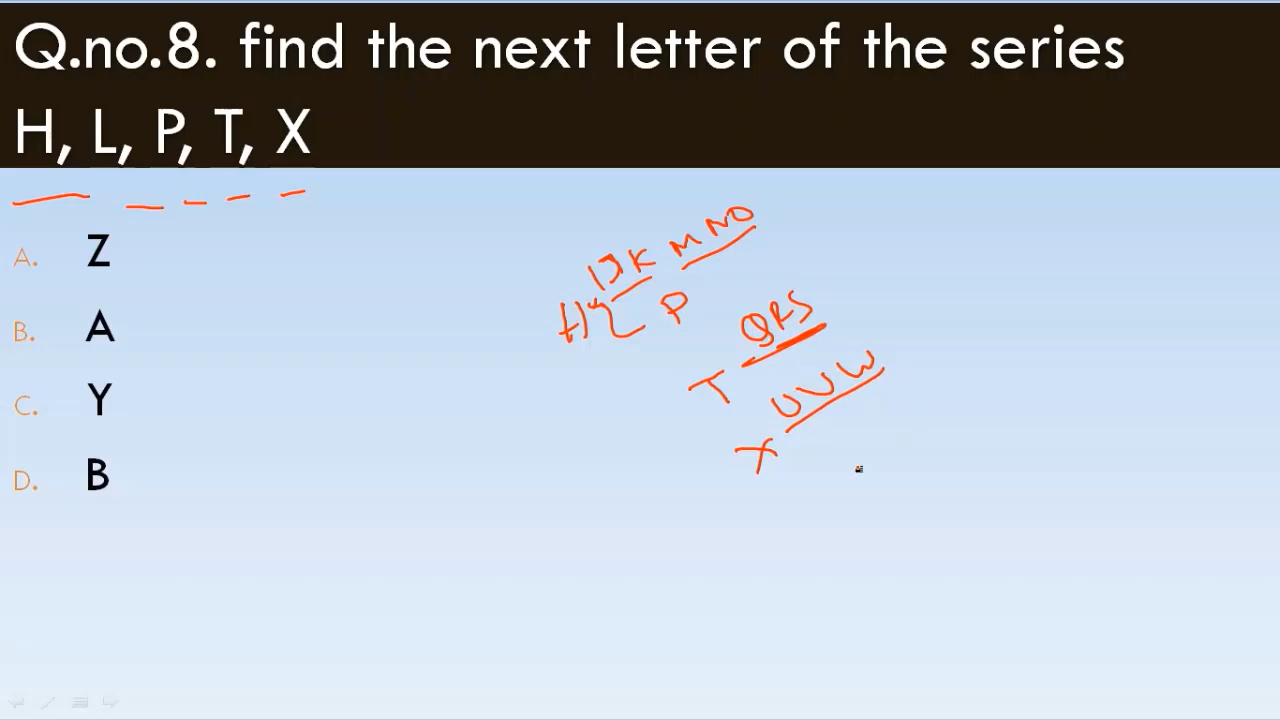 Q.no.8. find the next letter of the series
H, L, P, T, X
A. Z
B. A
C. Y
D. B
IJK MNO
H L P
QRS
T
UVW
X